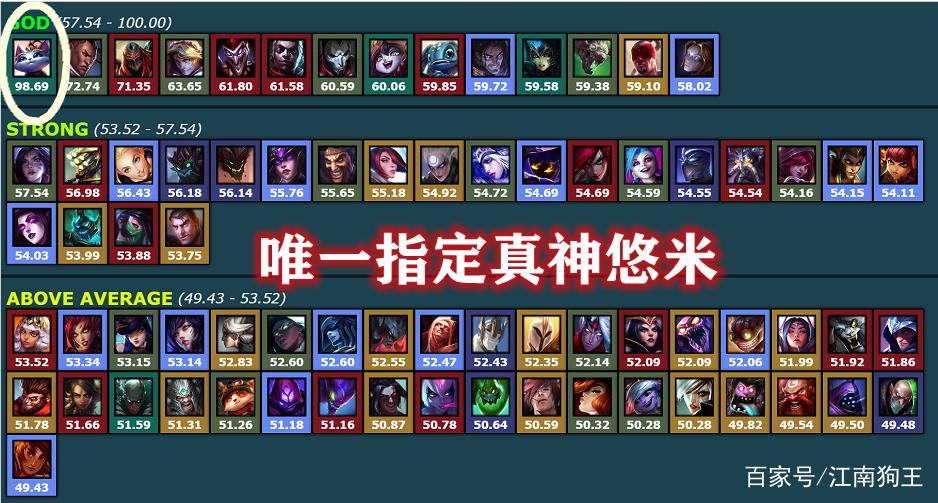 GOD (57.54 - 100.00)
98.69 72.74 71.35 63.65 61.80 61.58 60.59 60.06 59.85 59.72 59.58 59.38 59.10 58.02
STRONG (53.52 - 57.54)
57.54 56.98 56.43 56.18 56.14 55.76 55.65 55.18 54.92 54.72 54.69 54.69 54.59 54.55 54.54 54.16 54.15 54.11
54.03 53.99 53.88 53.75
唯一指定真神悠米
ABOVE AVERAGE (49.43 - 53.52)
53.52 53.34 53.15 53.14 52.83 52.60 52.60 52.55 52.47 52.43 52.35 52.14 52.09 52.09 52.06 51.99 51.92 51.86
51.78 51.66 51.59 51.31 51.26 51.18 51.16 50.87 50.78 50.64 50.59 50.32 50.28 50.28 49.82 49.54 49.50 49.48
49.43
百家号/江南狗王